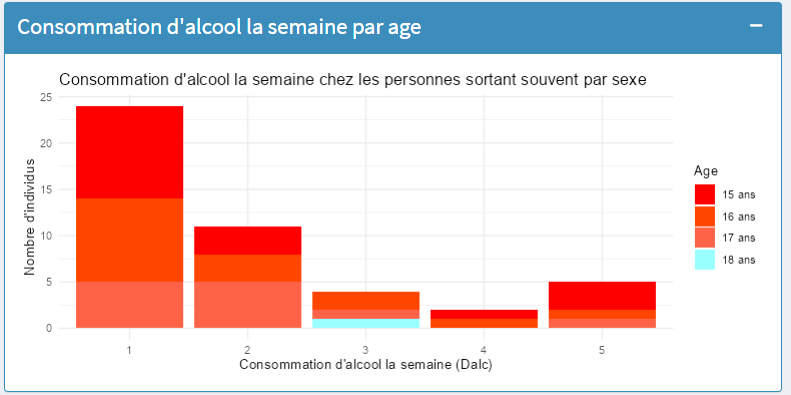 Consommation d'alcool la semaine par age
Consommation d'alcool la semaine chez les personnes sortant souvent par sexe
25
20
15
10
5
0
Nombre d'individus
1 2 3 4 5
Consommation d'alcool la semaine (Dalc)
Age
15 ans
16 ans
17 ans
18 ans